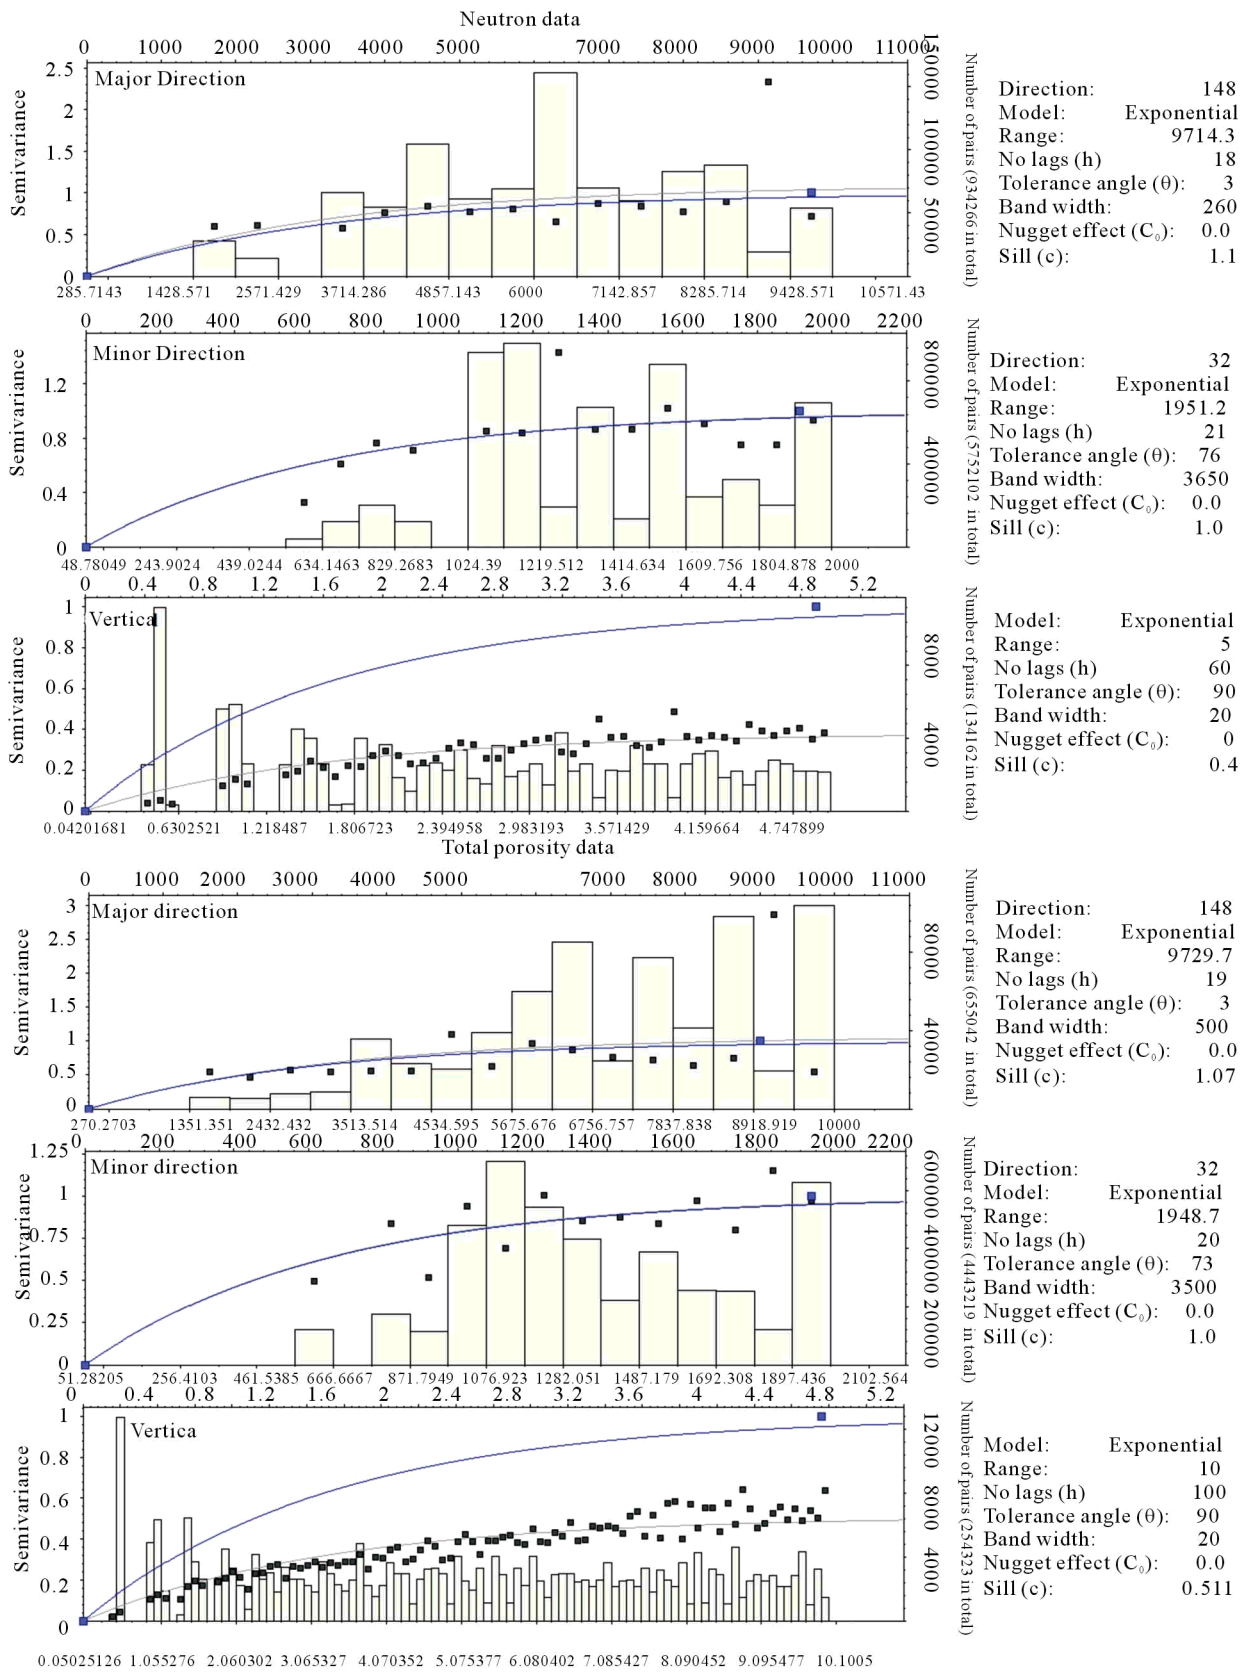 Neutron data
0 1000 2000 3000 4000 5000 7000 8000 9000 10000 11000
Major Direction
Semivariance
2.5
2
1.5
1
0.5
0
150000 100000 50000
Number of pairs (934266 in total)
285.7143 1428.571 2571.429 3714.286 4857.143 6000 7142.857 8285.714 9428.571 10571.43
Direction: 148
Model: Exponential
Range: 9714.3
No lags (h) 18
Tolerance angle (θ): 3
Band width: 260
Nugget effect (C₀): 0.0
Sill (c): 1.1
0 200 400 600 800 1000 1200 1400 1600 1800 2000 2200
Minor Direction
Semivariance
1.2
0.8
0.4
0
800000 400000
Number of pairs (5752102 in total)
48.78049 243.9024 439.0244 634.1463 829.2683 1024.39 1219.512 1414.634 1609.756 1804.878 2000
Direction: 32
Model: Exponential
Range: 1951.2
No lags (h) 21
Tolerance angle (θ): 76
Band width: 3650
Nugget effect (C₀): 0.0
Sill (c): 1.0
0 0.4 0.8 1.2 1.6 2 2.4 2.8 3.2 3.6 4 4.4 4.8 5.2
Vertical
Semivariance
1
0.8
0.6
0.4
0.2
0
8000 4000
Number of pairs (134162 in total)
0.04201681 0.6302521 1.218487 1.806723 2.394958 2.983193 3.571429 4.159664 4.747899
Model: Exponential
Range: 5
No lags (h) 60
Tolerance angle (θ): 90
Band width: 20
Nugget effect (C₀): 0
Sill (c): 0.4
Total porosity data
0 1000 2000 3000 4000 5000 7000 8000 9000 10000 11000
Major direction
Semivariance
3
2.5
2
1.5
1
0.5
0
80000 40000
Number of pairs (655042 in total)
270.2703 1351.351 2432.432 3513.514 4534.595 5675.676 6756.757 7837.838 8918.919 10000
Direction: 148
Model: Exponential
Range: 9729.7
No lags (h) 19
Tolerance angle (θ): 3
Band width: 500
Nugget effect (C₀): 0.0
Sill (c): 1.07
0 200 400 600 800 1000 1200 1400 1600 1800 2000 2200
Minor direction
Semivariance
1.25
1
0.75
0.5
0.25
0
600000 400000 200000
Number of pairs (4443219 in total)
51.28205 256.4103 461.5385 666.6667 871.7949 1076.923 1282.051 1487.179 1692.308 1897.436 2102.564
Direction: 32
Model: Exponential
Range: 1948.7
No lags (h) 20
Tolerance angle (θ): 73
Band width: 3500
Nugget effect (C₀): 0.0
Sill (c): 1.0
0 0.4 0.8 1.2 1.6 2 2.4 2.8 3.2 3.6 4 4.4 4.8 5.2
Vertica
Semivariance
1
0.8
0.6
0.4
0.2
0
12000 8000 4000
Number of pairs (254323 in total)
0.05025126 1.055276 2.060302 3.065327 4.070352 5.075377 6.080402 7.085427 8.090452 9.095477 10.1005
Model: Exponential
Range: 10
No lags (h) 100
Tolerance angle (θ): 90
Band width: 20
Nugget effect (C₀): 0.0
Sill (c): 0.511